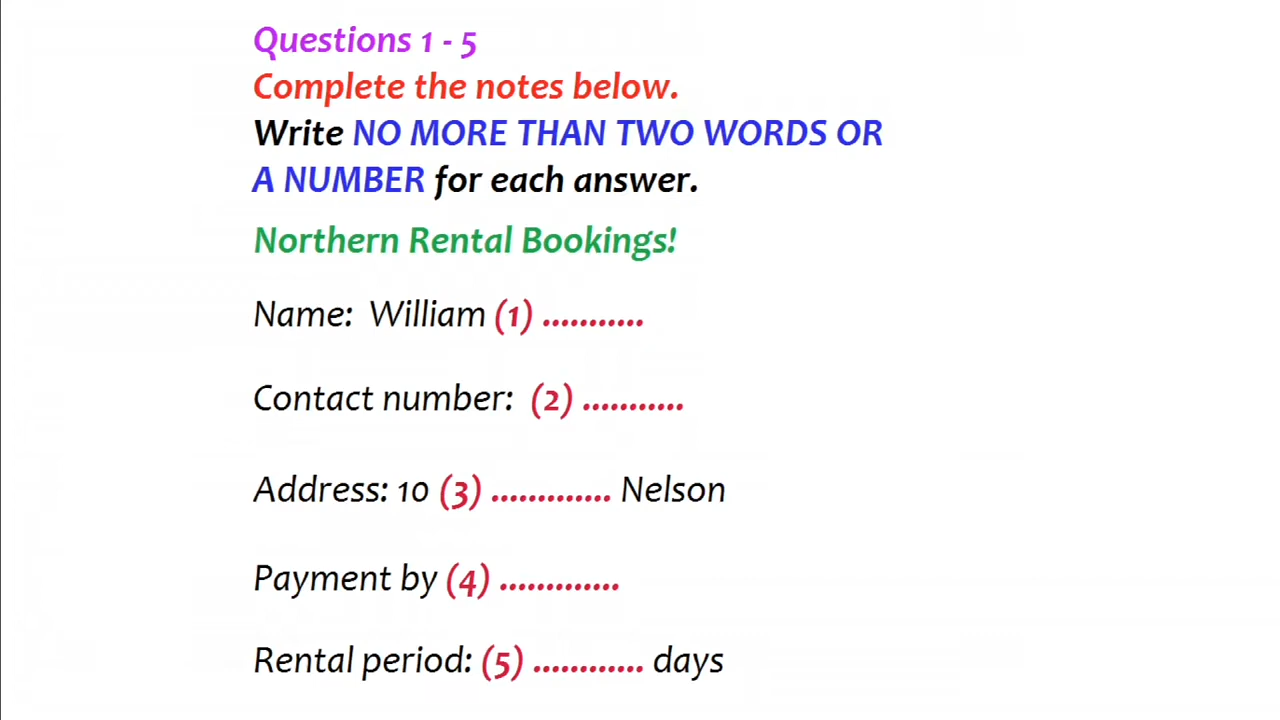 Questions 1 - 5
Complete the notes below.
Write NO MORE THAN TWO WORDS OR
A NUMBER for each answer.
Northern Rental Bookings!
Name: William (1) ...........
Contact number: (2) ...........
Address: 10 (3) ............. Nelson
Payment by (4) .............
Rental period: (5) ............ days